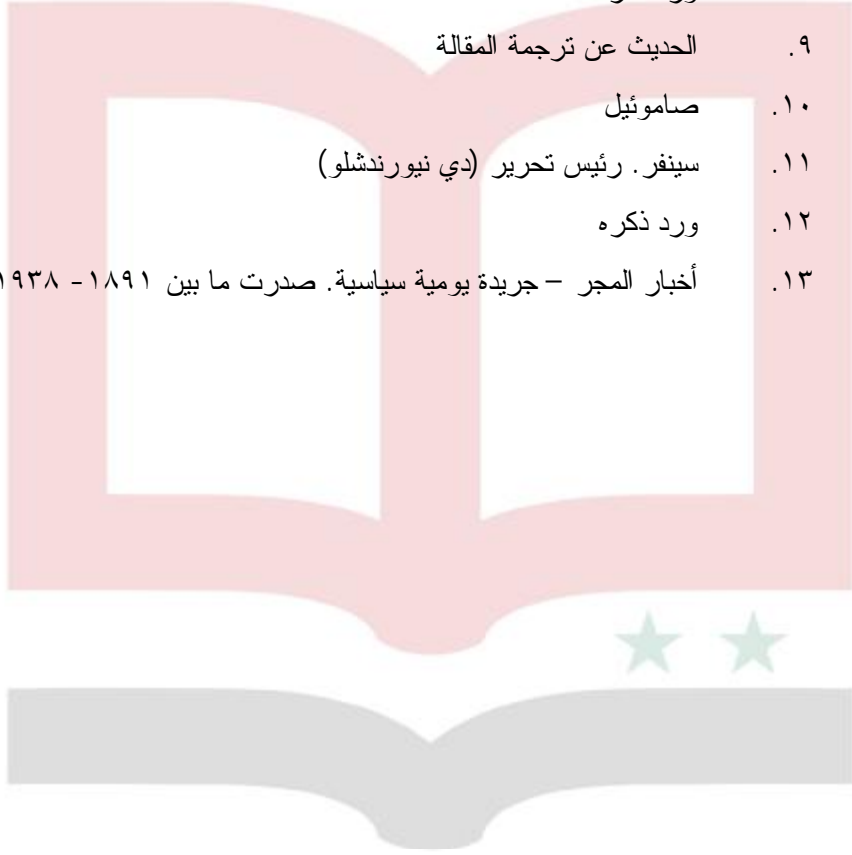 ٩. الحديث عن ترجمة المقالة
١٠. صاموئيل
١١. سينفر. رئيس تحرير (دي نيورندشلو)
١٢. ورد ذكره
١٣. أخبار المجر – جريدة يومية سياسية. صدرت ما بين ١٨٩١- ١٩٣٨